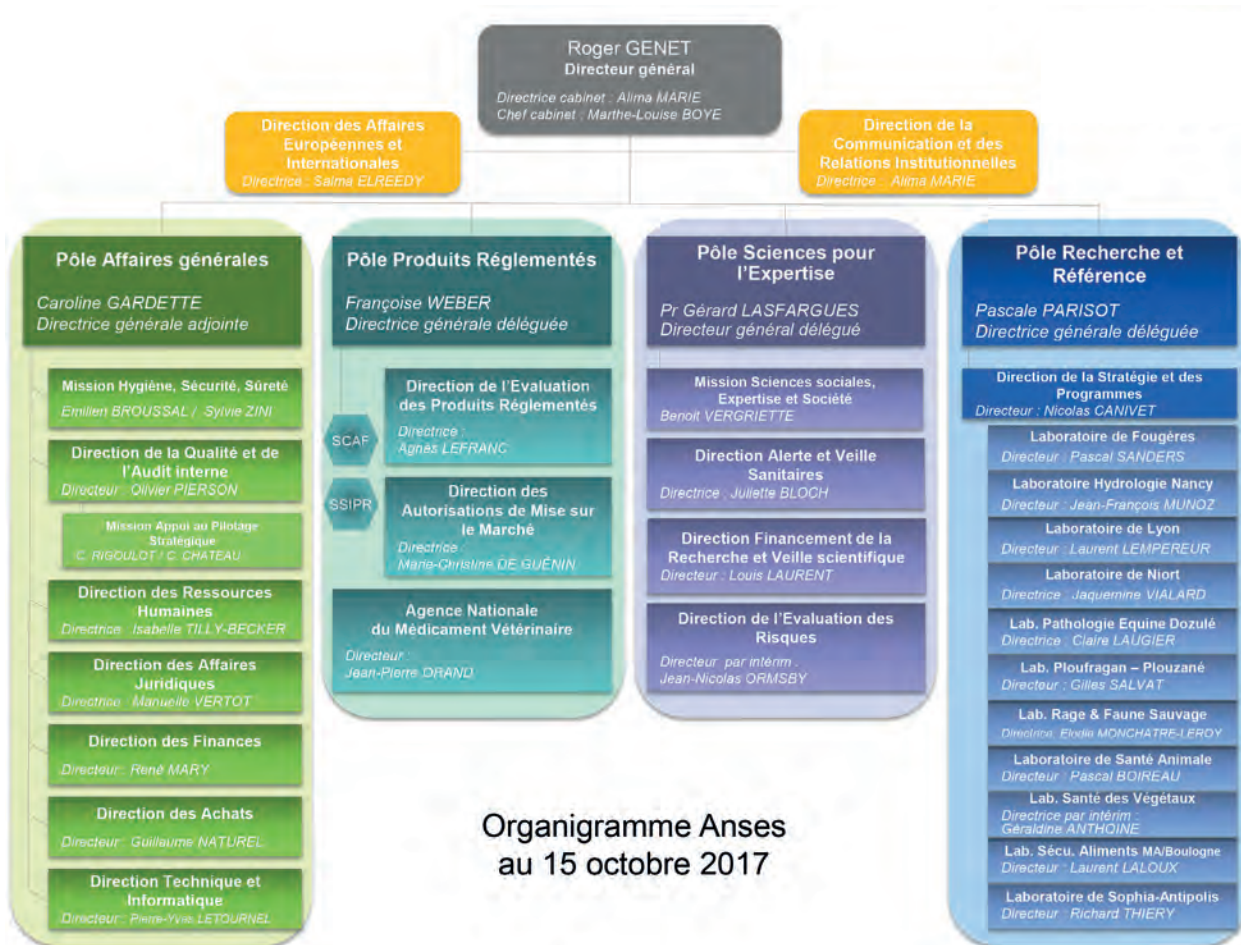 Roger GENET
Directeur général
Directrice cabinet : Alima MARIE
Chef cabinet : Marthe-Louise BOYE
Direction des Affaires
Européennes et
Internationales
Directrice : Salma ELREEDY
Direction de la
Communication et des
Relations Institutionnelles
Directrice : Alima MARIE
Pôle Affaires générales
Caroline GARDETTE
Directrice générale adjointe
Mission Hygiène, Sécurité, Sûreté
Emilien BROUSSAL / Sylvie ZINI
Direction de la Qualité et de
l'Audit interne
Directeur : Olivier PIERSON
Mission Appui au Pilotage
Stratégique
C. RIGOULOT / C. CHATEAU
Direction des Ressources
Humaines
Directrice : Isabelle TILLY-BECKER
Direction des Affaires
Juridiques
Directrice : Manuelle VERTOT
Direction des Finances
Directeur : René MARY
Direction des Achats
Directeur : Guillaume NATUREL
Direction Technique et
Informatique
Directeur : Pierre-Yves LETOURNEL
Pôle Produits Réglementés
Françoise WEBER
Directrice générale déléguée
SCAF
SSIPR
Direction de l'Evaluation
des Produits Réglementés
Directrice :
Agnès LEFRANC
Direction des
Autorisations de Mise sur
le Marché
Directrice :
Marie-Christine DE GUÉNIN
Agence Nationale
du Médicament Vétérinaire
Directeur :
Jean-Pierre ORAND
Pôle Sciences pour
l'Expertise
Pr Gérard LASFARGUES
Directeur général délégué
Mission Sciences sociales,
Expertise et Société
Benoit VERGRIETTE
Direction Alerte et Veille
Sanitaires
Directrice : Juliette BLOCH
Direction Financement de la
Recherche et Veille scientifique
Directeur : Louis LAURENT
Direction de l'Evaluation des
Risques
Directeur par intérim :
Jean-Nicolas ORMSBY
Pôle Recherche et
Référence
Pascale PARISOT
Directrice générale déléguée
Direction de la Stratégie et des
Programmes
Directeur : Nicolas CANIVET
Laboratoire de Fougères
Directeur : Pascal SANDERS
Laboratoire Hydrologie Nancy
Directeur : Jean-François MUNOZ
Laboratoire de Lyon
Directeur : Laurent LEMPEREUR
Laboratoire de Niort
Directrice : Jaquemine VIALARD
Lab. Pathologie Equine Dozulé
Directrice : Claire LAUGIER
Lab. Ploufragan – Plouzané
Directeur : Gilles SALVAT
Lab. Rage & Faune Sauvage
Directrice: Elodie MONCHATRE-LEROY
Laboratoire de Santé Animale
Directeur : Pascal BOIREAU
Lab. Santé des Végétaux
Directrice par intérim :
Géraldine ANTHOINE
Lab. Sécu. Aliments MA/Boulogne
Directeur : Laurent LALOUX
Laboratoire de Sophia-Antipolis
Directeur : Richard THIERY
Organigramme Anses
au 15 octobre 2017